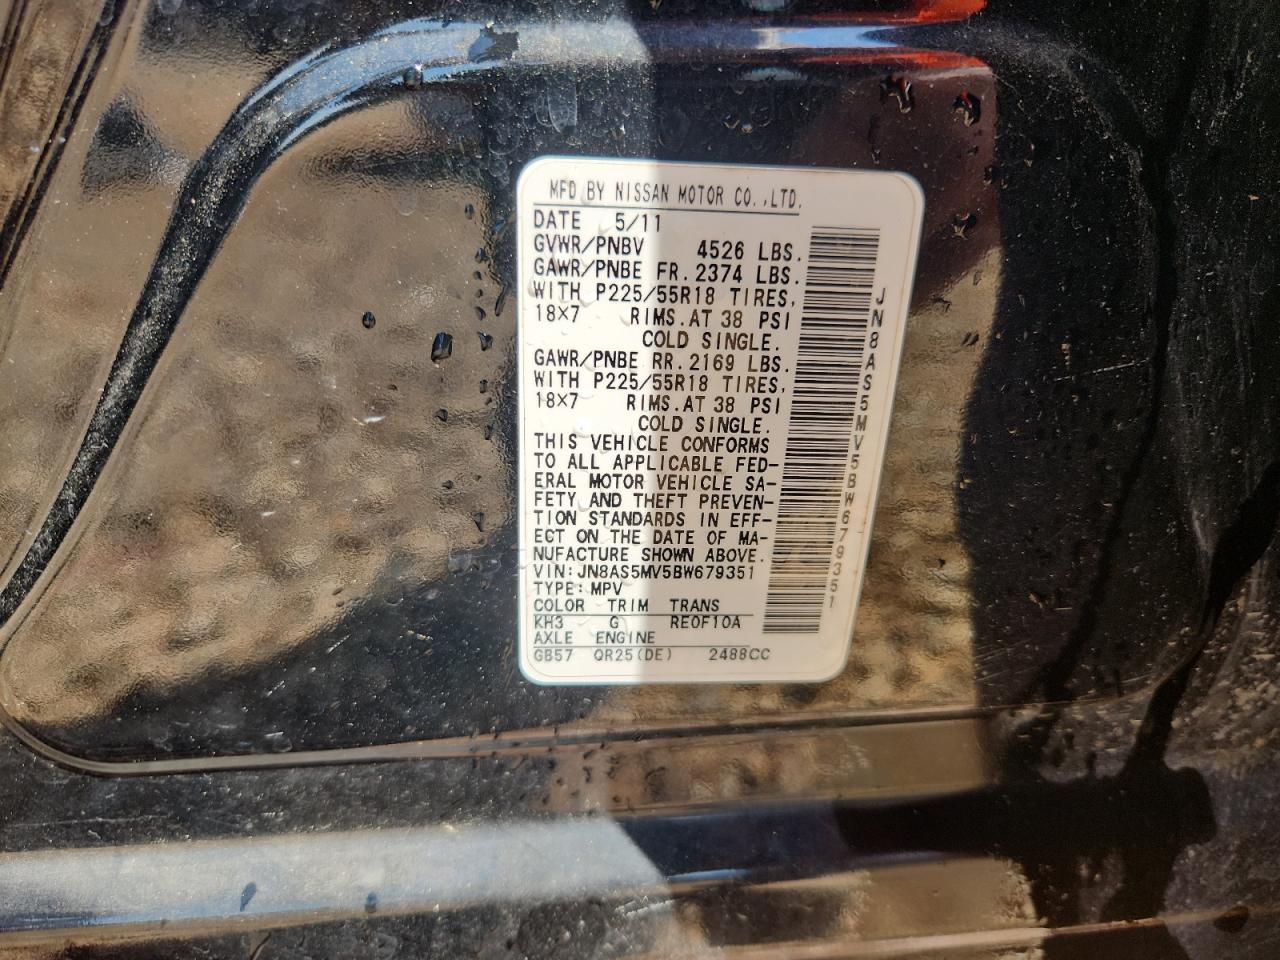 MFD BY NISSAN MOTOR CO.,LTD.
DATE 5/11
GVWR/PNBV 4526 LBS.
GAWR/PNBE FR. 2374 LBS.
WITH P225/55R18 TIRES,
18×7 RIMS.AT 38 PSI
COLD SINGLE.
GAWR/PNBE RR. 2169 LBS.
WITH P225/55R18 TIRES,
18×7 RIMS.AT 38 PSI
COLD SINGLE.
THIS VEHICLE CONFORMS
TO ALL APPLICABLE FED-
ERAL MOTOR VEHICLE SA-
FETY AND THEFT PREVEN-
TION STANDARDS IN EFF-
ECT ON THE DATE OF MA-
NUFACTURE SHOWN ABOVE.
VIN:JN8AS5MV5BW679351
TYPE:MPV
COLOR TRIM TRANS
KH3 G RE0F10A
AXLE ENGINE
GB57 QR25(DE) 2488CC
JN8AS5MV5BW679351